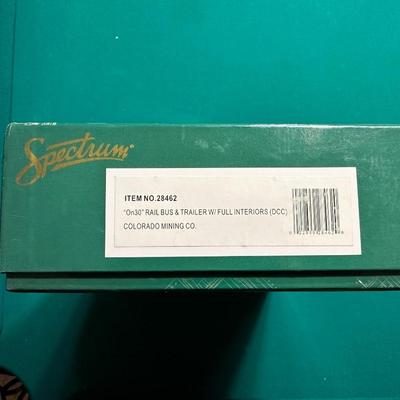 Spectrum
ITEM NO.28462
"On30" RAIL BUS & TRAILER W/ FULL INTERIORS (DCC)
COLORADO MINING CO.